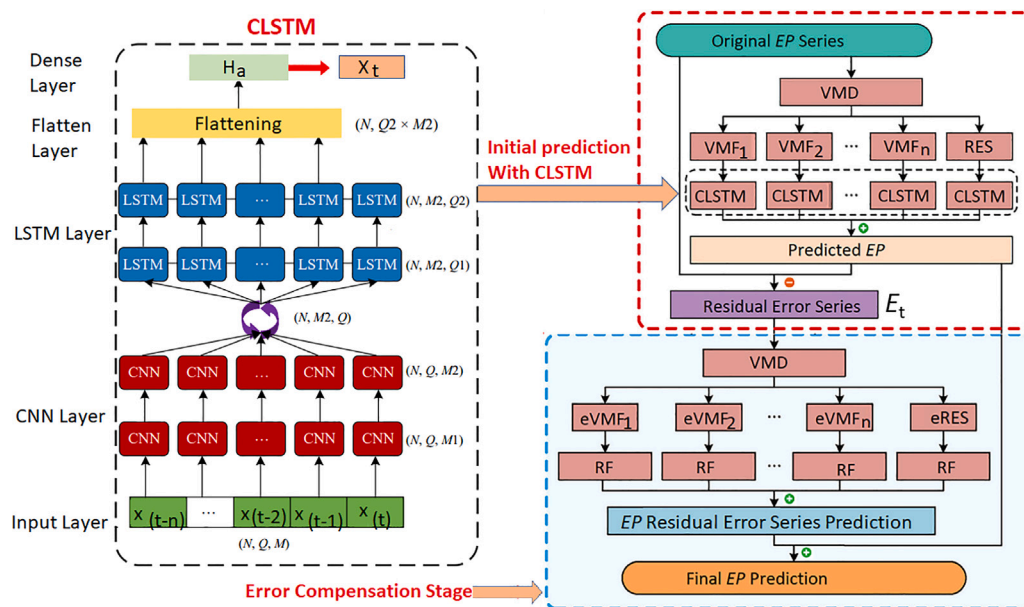 CLSTM
Dense
Layer
H a
X t
Flatten
Layer
Flattening
(N, Q2 × M2)
LSTM Layer
LSTM LSTM ... LSTM LSTM
(N, M2, Q2)
LSTM LSTM ... LSTM LSTM
(N, M2, Q1)
(N, M2, Q)
CNN Layer
CNN CNN ... CNN CNN
(N, Q, M2)
CNN CNN ... CNN CNN
(N, Q, M1)
Input Layer
x (t-n) ... x(t-2) x(t-1) x(t)
(N, Q, M)
Initial prediction
With CLSTM
Error Compensation Stage
Original EP Series
VMD
VMF1 VMF2 ... VMFn RES
CLSTM CLSTM ... CLSTM CLSTM
+
Predicted EP
-
Residual Error Series
Et
VMD
eVMF1 eVMF2 ... eVMFn eRES
RF RF ... RF RF
+
EP Residual Error Series Prediction
+
Final EP Prediction